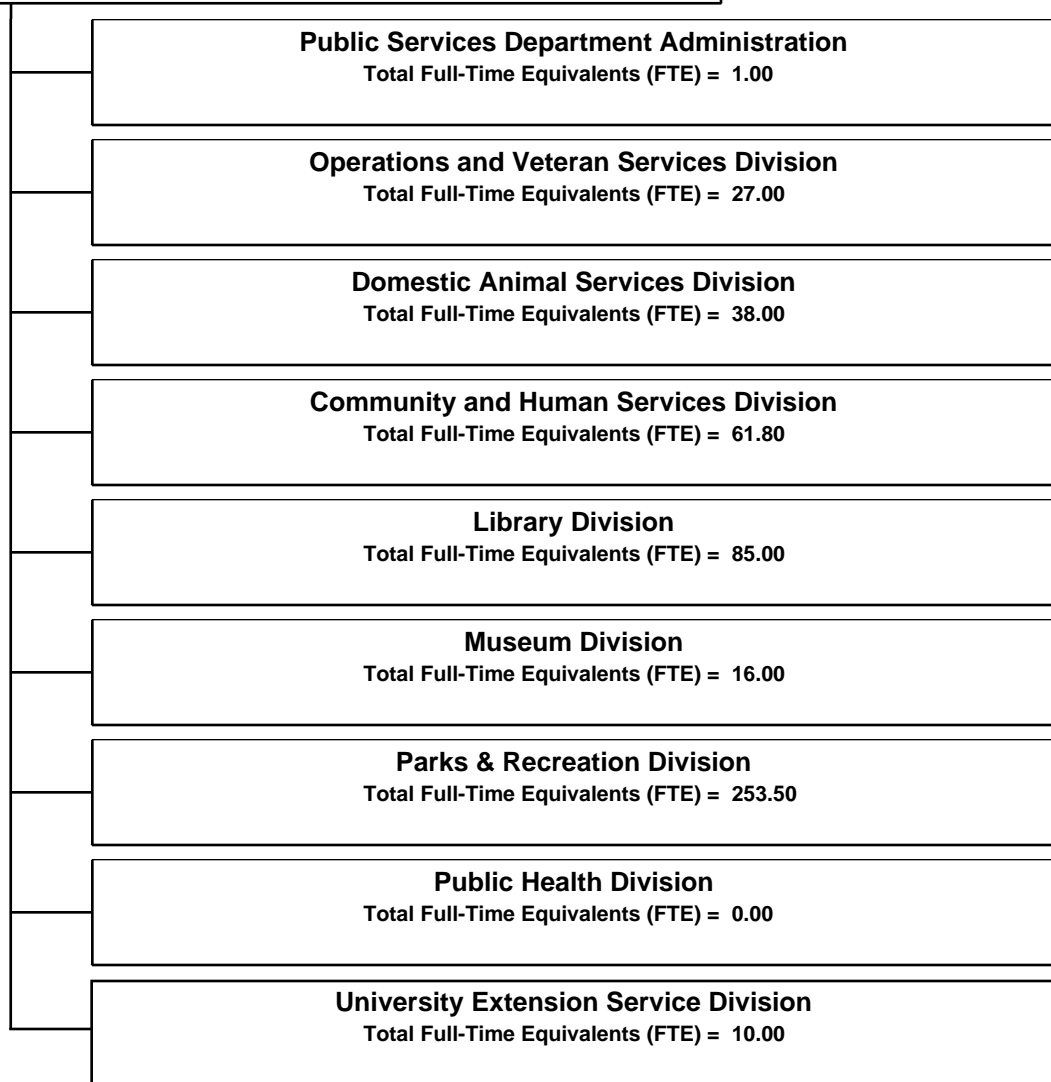 Public Services Department Administration
Total Full-Time Equivalents (FTE) = 1.00
Operations and Veteran Services Division
Total Full-Time Equivalents (FTE) = 27.00
Domestic Animal Services Division
Total Full-Time Equivalents (FTE) = 38.00
Community and Human Services Division
Total Full-Time Equivalents (FTE) = 61.80
Library Division
Total Full-Time Equivalents (FTE) = 85.00
Museum Division
Total Full-Time Equivalents (FTE) = 16.00
Parks & Recreation Division
Total Full-Time Equivalents (FTE) = 253.50
Public Health Division
Total Full-Time Equivalents (FTE) = 0.00
University Extension Service Division
Total Full-Time Equivalents (FTE) = 10.00